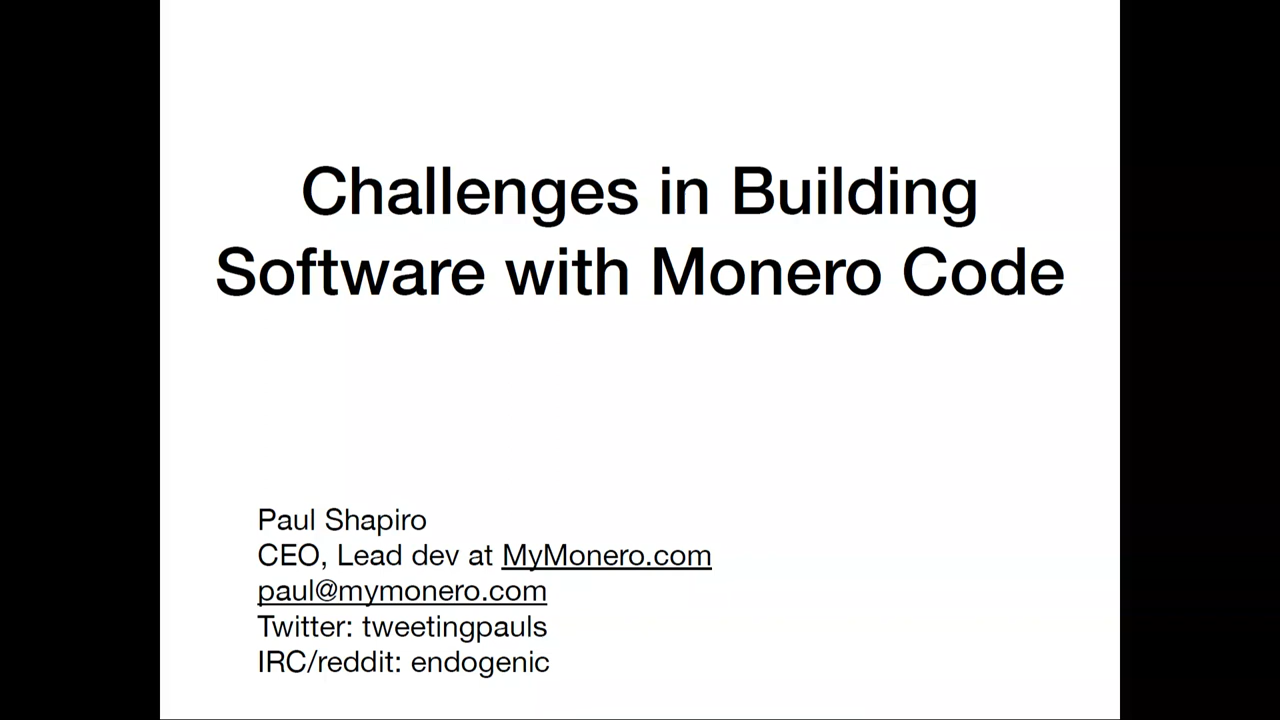 Challenges in Building
Software with Monero Code
Paul Shapiro
CEO, Lead dev at MyMonero.com
paul@mymonero.com
Twitter: tweetingpauls
IRC/reddit: endogenic